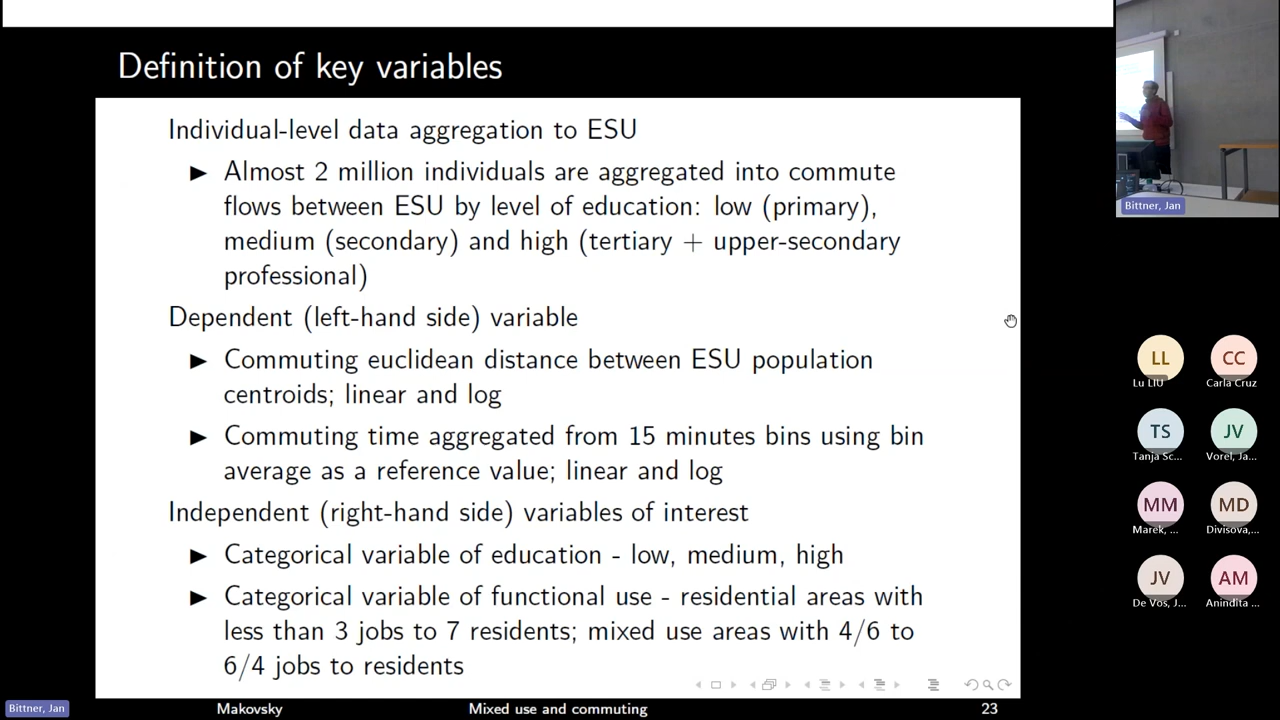 Definition of key variables
Individual-level data aggregation to ESU
▶ Almost 2 million individuals are aggregated into commute
flows between ESU by level of education: low (primary),
medium (secondary) and high (tertiary + upper-secondary
professional)
Dependent (left-hand side) variable
▶ Commuting euclidean distance between ESU population
centroids; linear and log
▶ Commuting time aggregated from 15 minutes bins using bin
average as a reference value; linear and log
Independent (right-hand side) variables of interest
▶ Categorical variable of education - low, medium, high
▶ Categorical variable of functional use - residential areas with
less than 3 jobs to 7 residents; mixed use areas with 4/6 to
6/4 jobs to residents
Makovsky Mixed use and commuting 23
Bittner, Jan
Bittner, Jan
LL CC
Lu LIU Carla Cruz
TS JV
Tanja Sc... Vorel, Ja...
MM MD
Marek, ... Divisova,...
JV AM
De Vos, J... Anindita ...